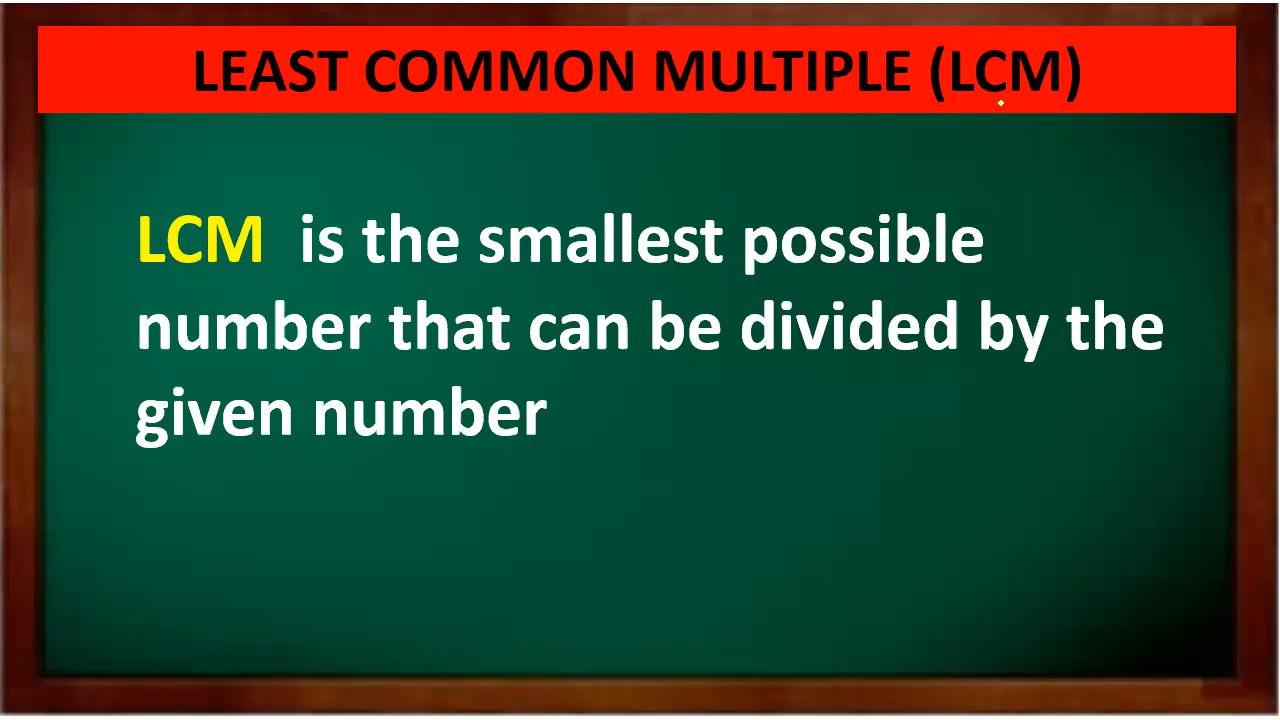 LEAST COMMON MULTIPLE (LCM)
LCM is the smallest possible
number that can be divided by the
given number